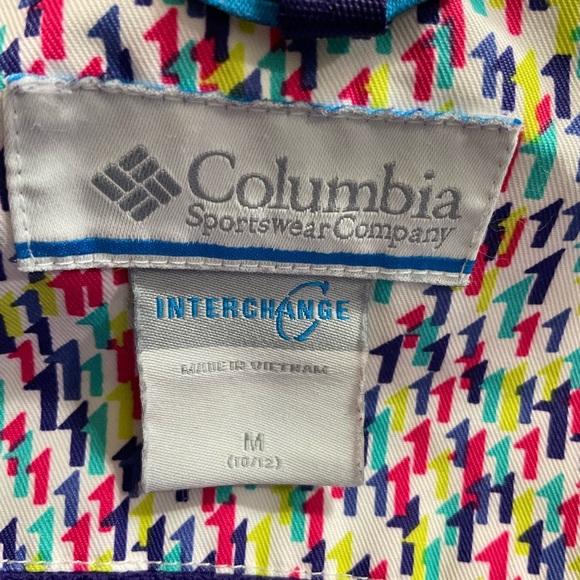 Columbia
Sportswear Company
INTERCHANGE
MADE IN VIETNAM
M
(10/12)